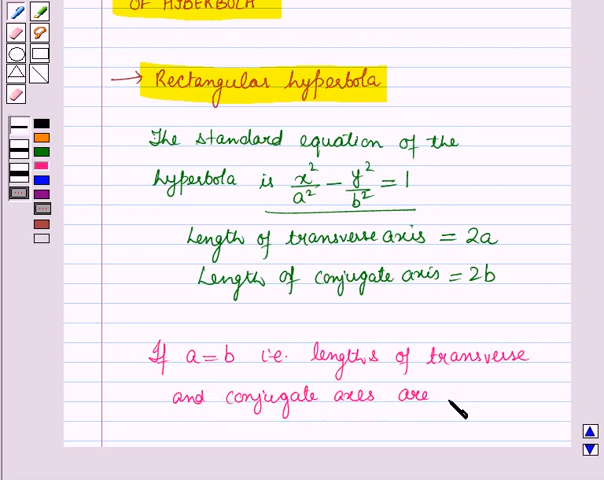 OF HYBERBOLA
→ Rectangular hyperbola
The standard equation of the
hyperbola is x²/a² - y²/b² = 1
Length of transverse axis = 2a
Length of conjugate axis = 2b
If a = b i.e. lengths of transverse
and conjugate axes are